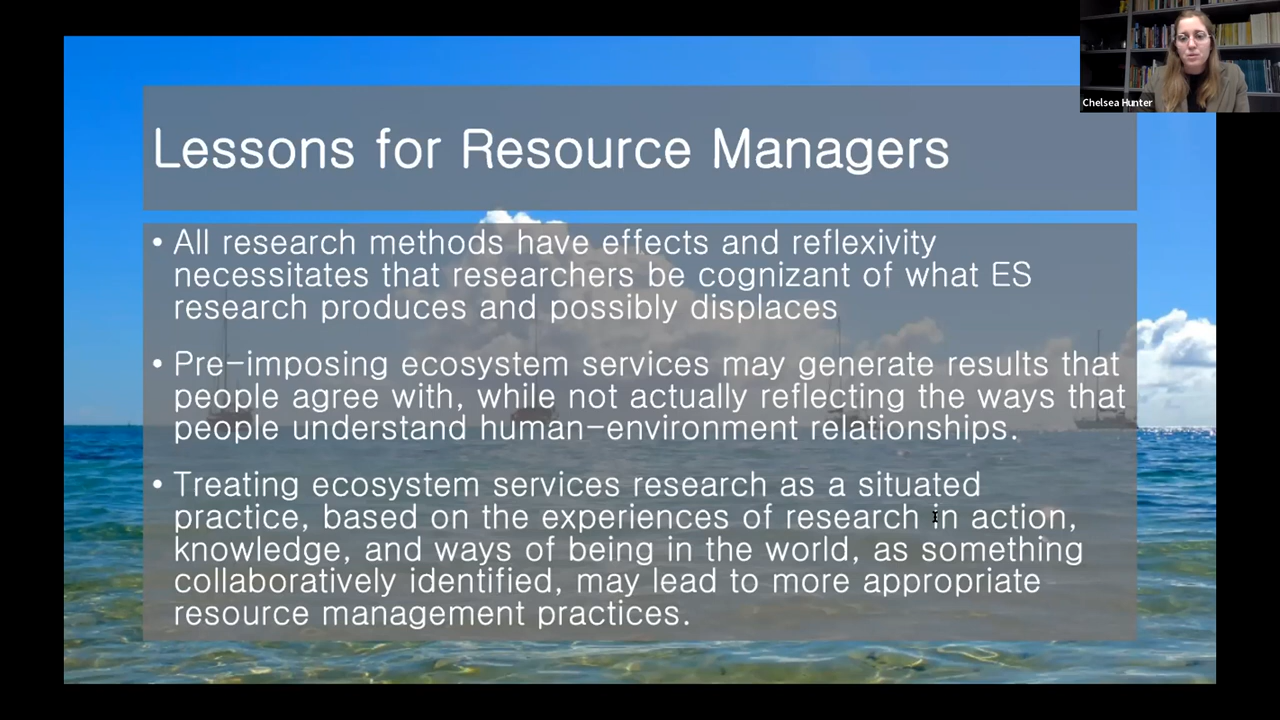 Chelsea Hunter
Lessons for Resource Managers
• All research methods have effects and reflexivity
necessitates that researchers be cognizant of what ES
research produces and possibly displaces
• Pre-imposing ecosystem services may generate results that
people agree with, while not actually reflecting the ways that
people understand human-environment relationships.
• Treating ecosystem services research as a situated
practice, based on the experiences of research in action,
knowledge, and ways of being in the world, as something
collaboratively identified, may lead to more appropriate
resource management practices.